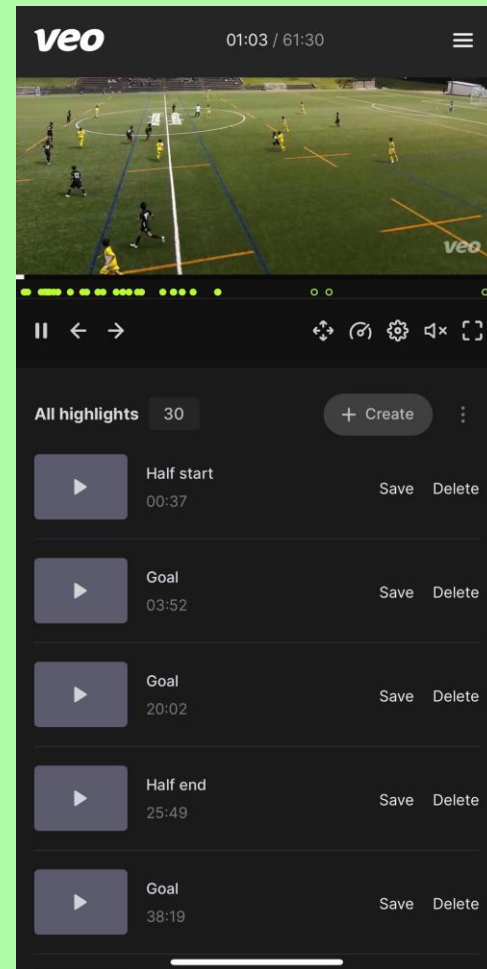 veo
01:03 / 61:30
veo
All highlights 30 + Create
Half start
00:37
Save Delete
Goal
03:52
Save Delete
Goal
20:02
Save Delete
Half end
25:49
Save Delete
Goal
38:19
Save Delete